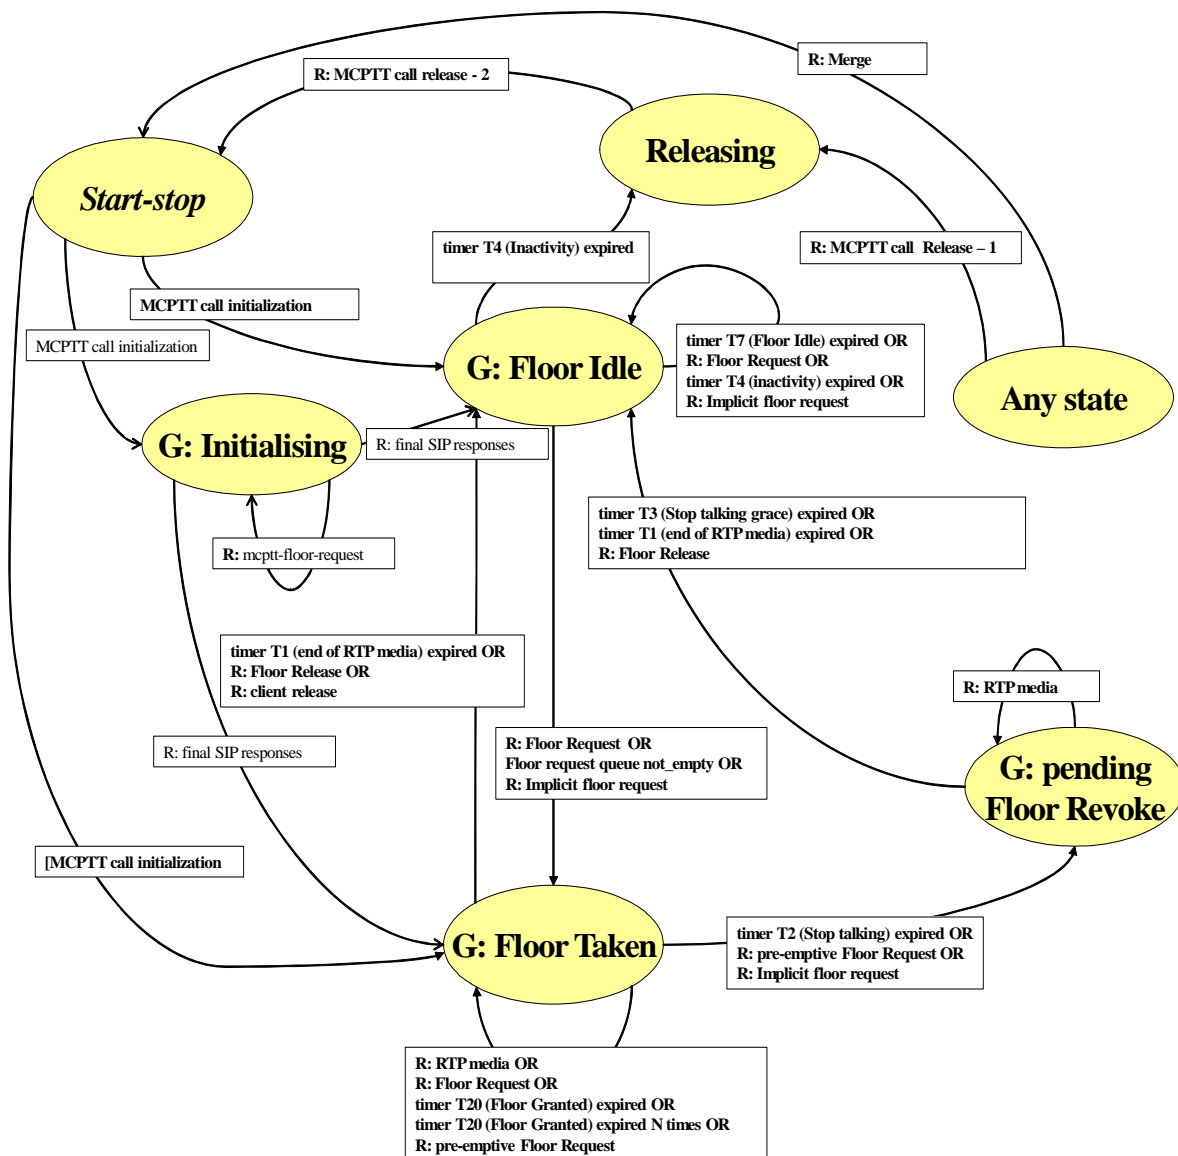 R: Merge
R: MCPTT call release - 2
Releasing
Start-stop
timer T4 (Inactivity) expired
R: MCPTT call Release – 1
MCPTT call initialization
MCPTT call initialization
G: Floor Idle
timer T7 (Floor Idle) expired OR
R: Floor Request OR
timer T4 (inactivity) expired OR
R: Implicit floor request
Any state
G: Initialising
R: final SIP responses
R: mcptt-floor-request
timer T3 (Stop talking grace) expired OR
timer T1 (end of RTP media) expired OR
R: Floor Release
timer T1 (end of RTP media) expired OR
R: Floor Release OR
R: client release
R: RTP media
R: final SIP responses
R: Floor Request OR
Floor request queue not_empty OR
R: Implicit floor request
G: pending
Floor Revoke
[MCPTT call initialization
G: Floor Taken
timer T2 (Stop talking) expired OR
R: pre-emptive Floor Request OR
R: Implicit floor request
R: RTP media OR
R: Floor Request OR
timer T20 (Floor Granted) expired OR
timer T20 (Floor Granted) expired N times OR
R: pre-emptive Floor Request